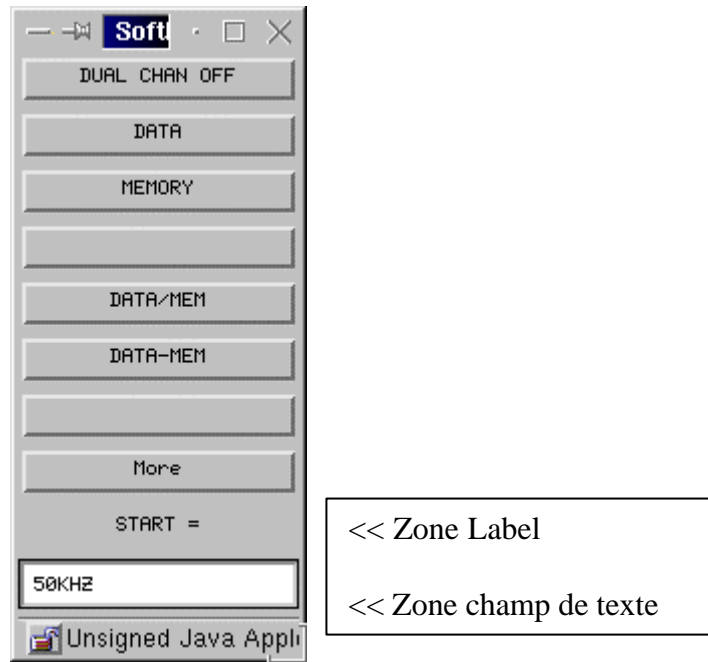 Soft
DUAL CHAN OFF
DATA
MEMORY
DATA/MEM
DATA-MEM
More
START =
<< Zone Label
50KHZ
<< Zone champ de texte
Unsigned Java Appl